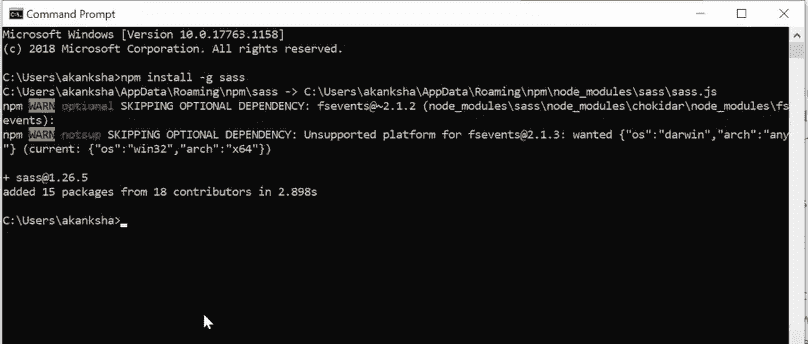 Command Prompt
Microsoft Windows [Version 10.0.17763.1158]
(c) 2018 Microsoft Corporation. All rights reserved.
C:\Users\akanksha>npm install -g sass
C:\Users\akanksha\AppData\Roaming\npm\sass -> C:\Users\akanksha\AppData\Roaming\npm\node_modules\sass\sass.js
npm WARN optional SKIPPING OPTIONAL DEPENDENCY: fsevents@~2.1.2 (node_modules\sass\node_modules\chokidar\node_modules\fs
events):
npm WARN notsup SKIPPING OPTIONAL DEPENDENCY: Unsupported platform for fsevents@2.1.3: wanted {"os":"darwin","arch":"any
"} (current: {"os":"win32","arch":"x64"})
+ sass@1.26.5
added 15 packages from 18 contributors in 2.898s
C:\Users\akanksha>